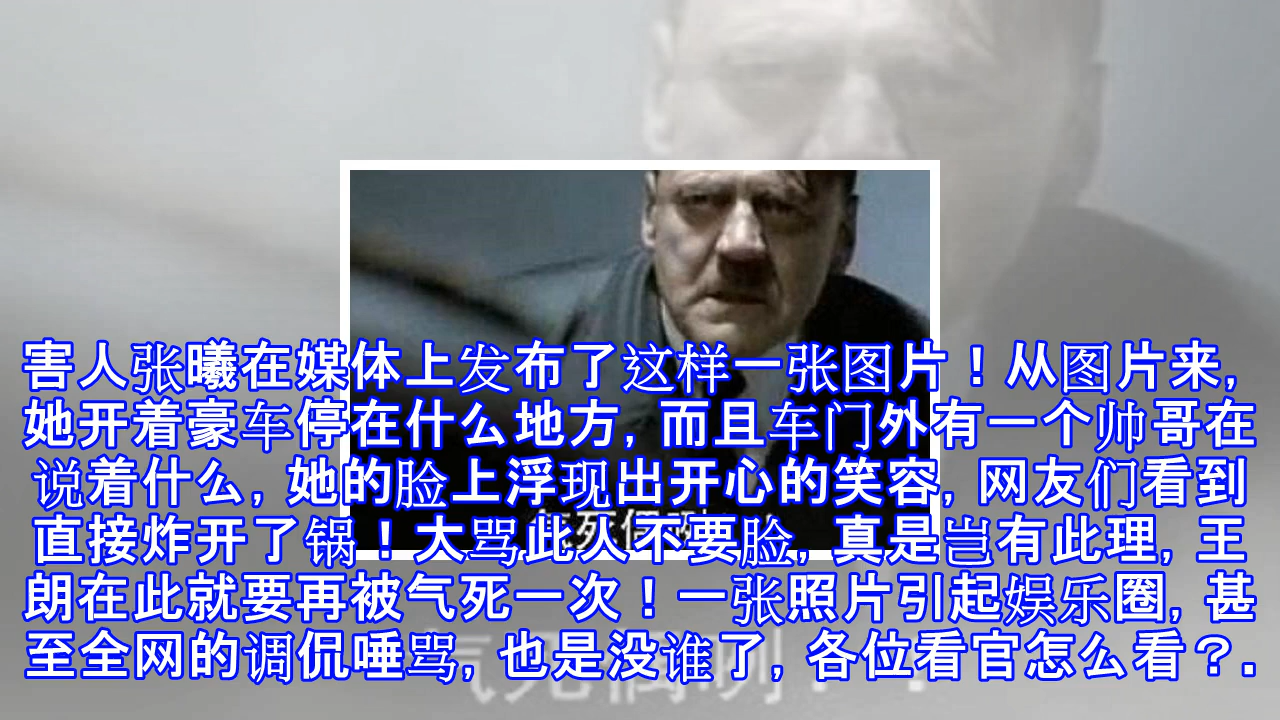 害人张曦在媒体上发布了这样一张图片！从图片来,
她开着豪车停在什么地方, 而且车门外有一个帅哥在
说着什么, 她的脸上浮现出开心的笑容, 网友们看到
直接炸开了锅！大骂此人不要脸, 真是岂有此理, 王
朗在此就要再被气死一次！一张照片引起娱乐圈, 甚
至全网的调侃唾骂, 也是没谁了, 各位看官怎么看？.